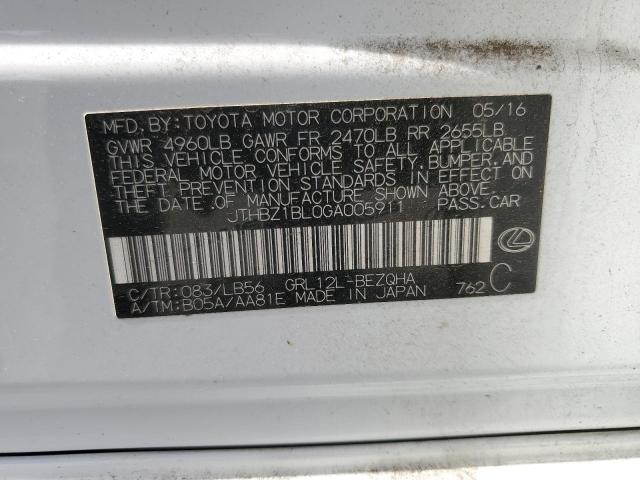 MFD.BY:TOYOTA MOTOR CORPORATION 05/16
GVWR 4960LB GAWR FR 2470LB RR 2655LB
THIS VEHICLE CONFORMS TO ALL APPLICABLE
FEDERAL MOTOR VEHICLE SAFETY, BUMPER, AND
THEFT PREVENTION STANDARDS IN EFFECT ON
THE DATE OF MANUFACTURE SHOWN ABOVE.
JTHBZ1BL0GA005911 PASS.CAR
C/TR:083/LB56 GRL12L-BEZQHA
A/TM:B05A/AA81E MADE IN JAPAN 762 C